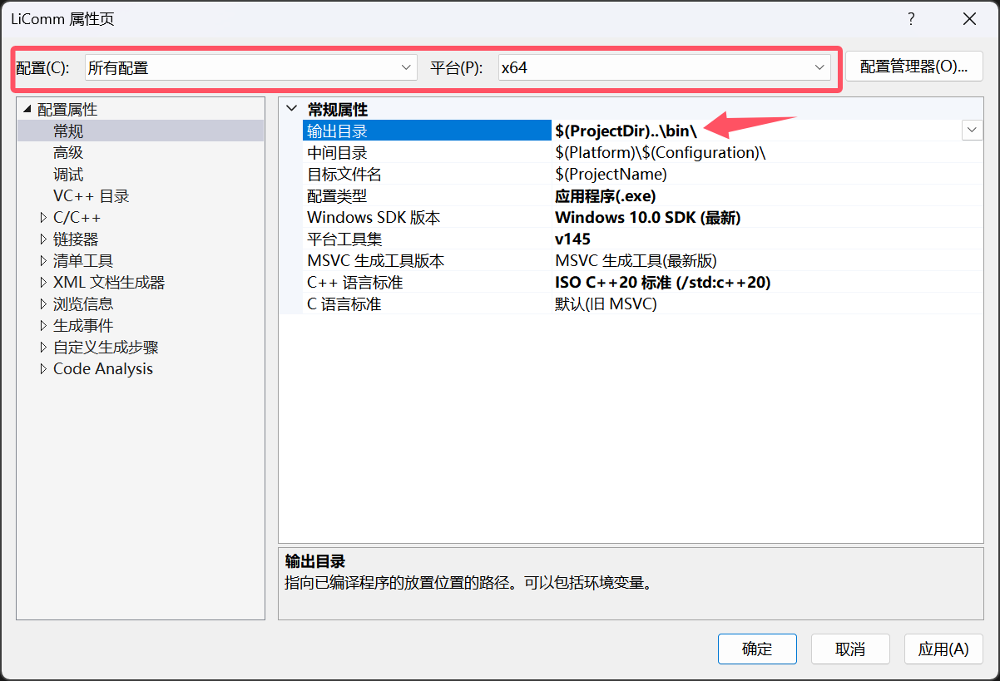 LiComm 属性页
配置(C): 所有配置 平台(P): x64 配置管理器(O)...
配置属性
常规
高级
调试
VC++ 目录
C/C++
链接器
清单工具
XML 文档生成器
浏览信息
生成事件
自定义生成步骤
Code Analysis
常规属性
输出目录 $(ProjectDir)..\bin\
中间目录 $(Platform)\$(Configuration)\
目标文件名 $(ProjectName)
配置类型 应用程序(.exe)
Windows SDK 版本 Windows 10.0 SDK (最新)
平台工具集 v145
MSVC 生成工具版本 MSVC 生成工具(最新版)
C++ 语言标准 ISO C++20 标准 (/std:c++20)
C 语言标准 默认(旧 MSVC)
输出目录
指向已编译程序的放置位置的路径。可以包括环境变量。
确定 取消 应用(A)